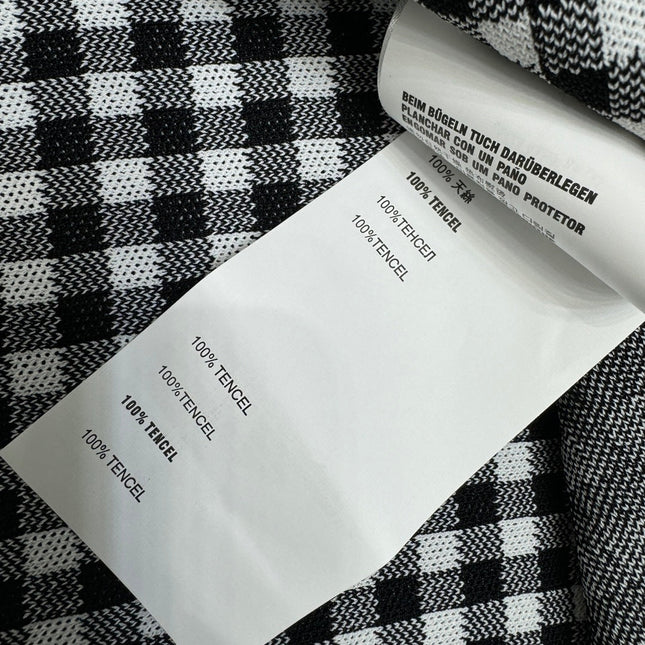 BEIM BÜGELN TUCH DARÜBERLEGEN
PLANCHAR CON UN PAÑO
ENGOMAR SOB UM PANO PROTETOR
100% 天絲
100% TENCEL
100%ТЕНСЕЛ
100% TENCEL
100% TENCEL
100%TENCEL
100% TENCEL
100% TENCEL